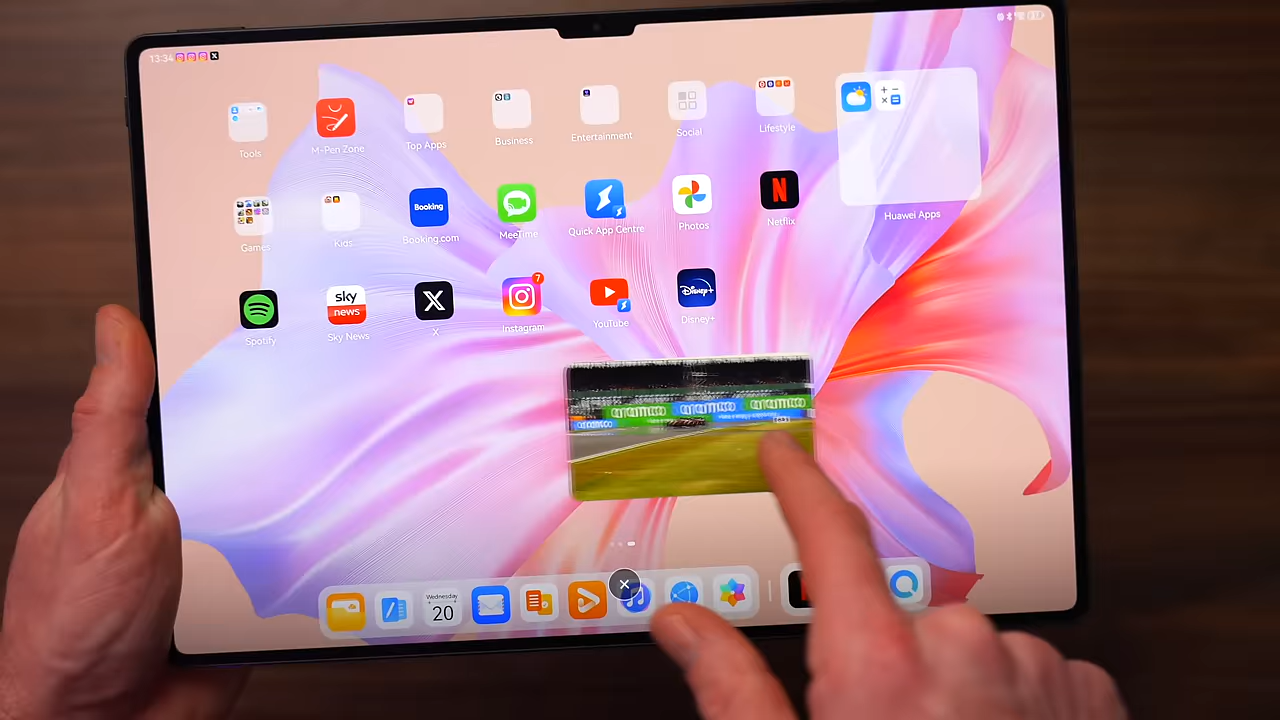 13:34
Tools
M-Pen Zone
Top Apps
Business
Entertainment
Social
Lifestyle
Huawei Apps
Games
Kids
Booking
Booking.com
MeeTime
Quick App Centre
Photos
N
Netflix
Spotify
sky
news
Sky News
X
7
Instagram
YouTube
Disney+
Disney+
Wednesday
20